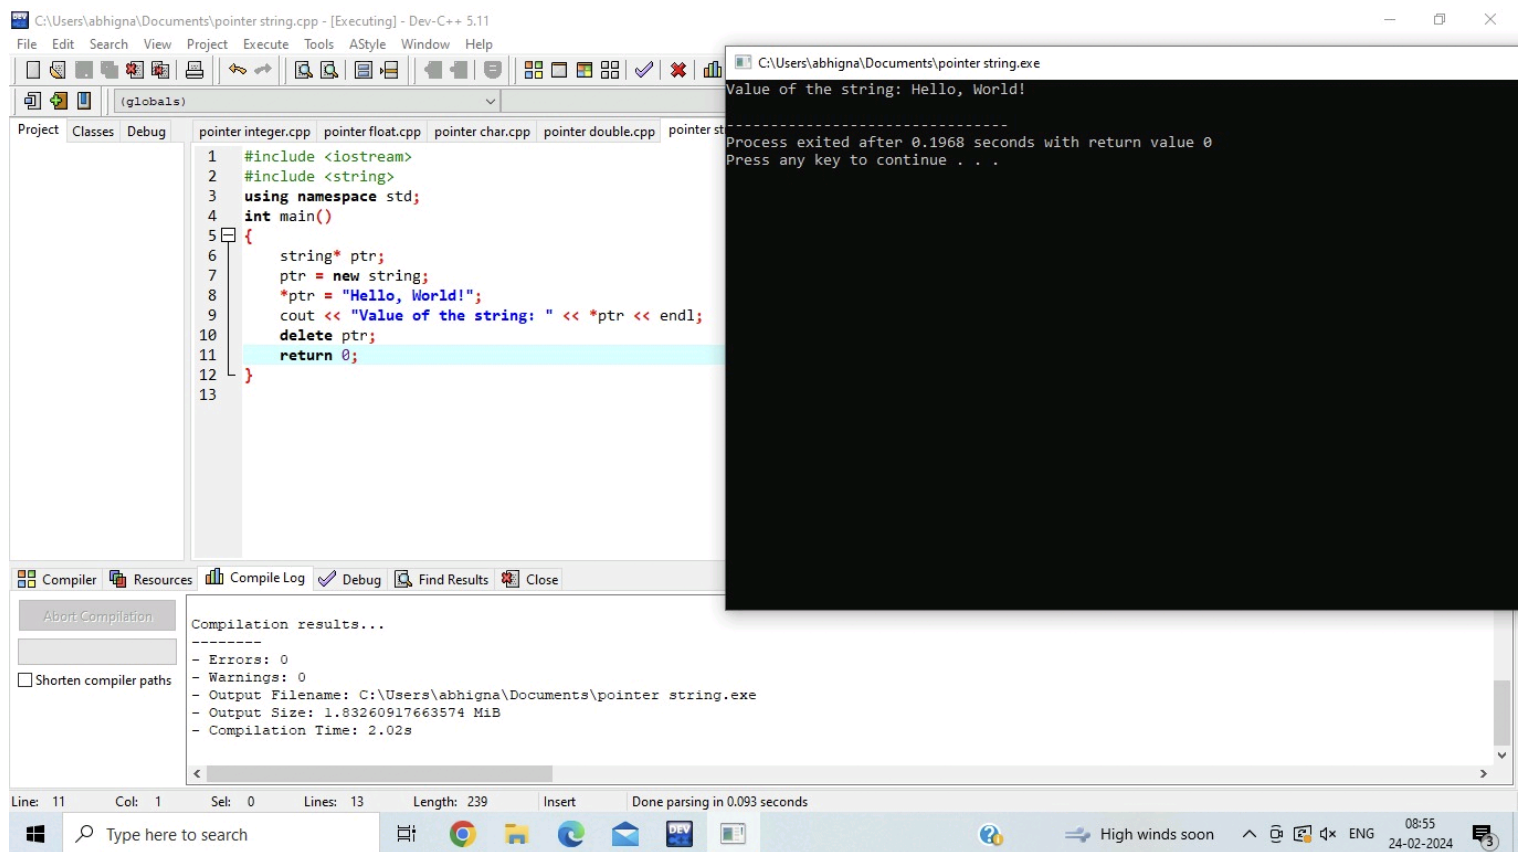 C:\Users\abhigna\Documents\pointer string.cpp - [Executing] - Dev-C++ 5.11
File Edit Search View Project Execute Tools AStyle Window Help
C:\Users\abhigna\Documents\pointer string.exe
Value of the string: Hello, World!
--------------------------------
Process exited after 0.1968 seconds with return value 0
Press any key to continue . . .
(globals)
Project Classes Debug
pointer integer.cpp pointer float.cpp pointer char.cpp pointer double.cpp pointer st
1 #include <iostream>
2 #include <string>
3 using namespace std;
4 int main()
5 {
6 string* ptr;
7 ptr = new string;
8 *ptr = "Hello, World!";
9 cout << "Value of the string: " << *ptr << endl;
10 delete ptr;
11 return 0;
12 }
13
Compiler Resources Compile Log Debug Find Results Close
Abort Compilation
Shorten compiler paths
Compilation results...
--------
- Errors: 0
- Warnings: 0
- Output Filename: C:\Users\abhigna\Documents\pointer string.exe
- Output Size: 1.83260917663574 MiB
- Compilation Time: 2.02s
Line: 11 Col: 1 Sel: 0 Lines: 13 Length: 239 Insert Done parsing in 0.093 seconds
Type here to search
DEV
High winds soon
ENG
08:55
24-02-2024
3